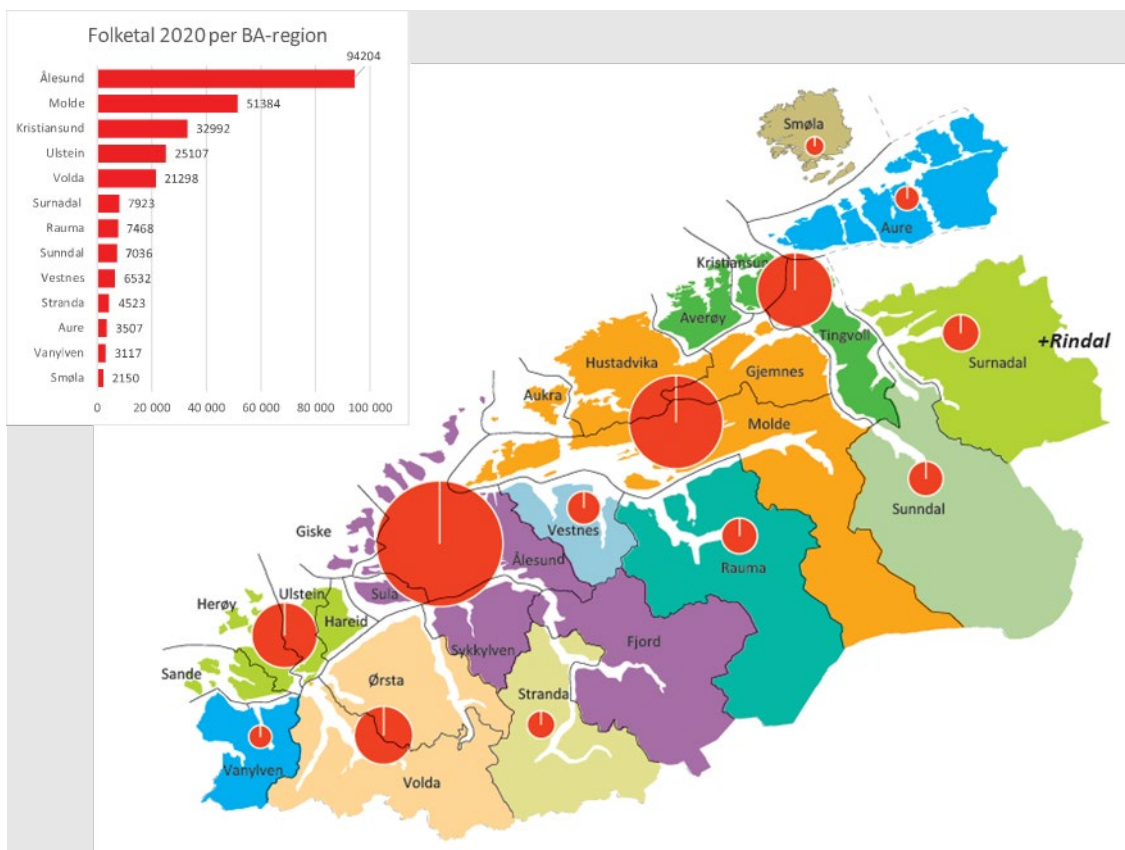 Folketal 2020 per BA-region
Ålesund 94204
Molde 51384
Kristiansund 32992
Ulstein 25107
Volda 21298
Surnadal 7923
Rauma 7468
Sunndal 7036
Vestnes 6532
Stranda 4523
Aure 3507
Vanylven 3117
Smøla 2150
0 20 000 40 000 60 000 80 000 100 000
Smøla
Aure
Kristiansun
Averøy
Tingvoll
+Rindal
Surnadal
Hustadvika
Gjemnes
Aukra
Molde
Sunndal
Giske
Vestnes
Ålesund
Rauma
Sula
Ulstein
Herøy
Hareid
Sykkylven
Fjord
Sande
Ørsta
Stranda
Vanylven
Volda